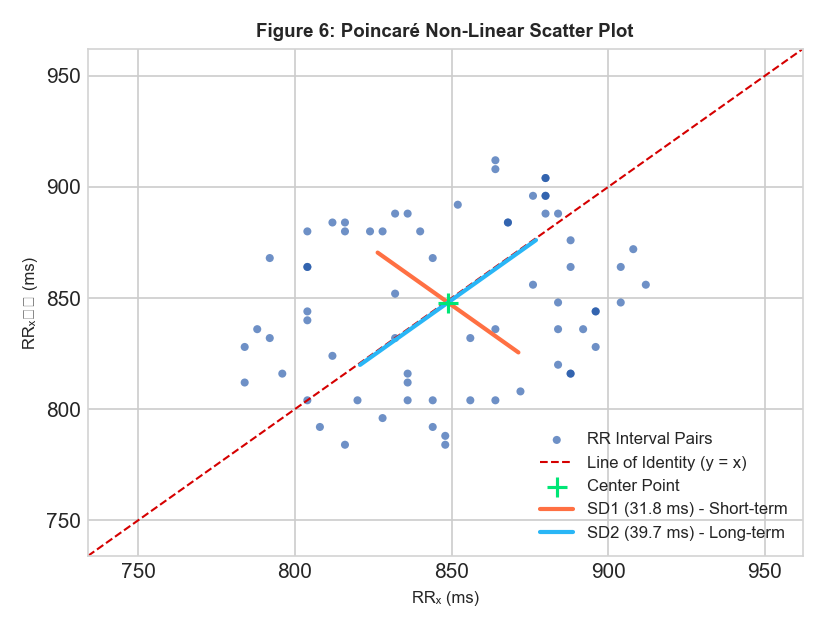 Figure 6: Poincaré Non-Linear Scatter Plot
950
900
850
800
750
RRₓ▯▯ (ms)
RR Interval Pairs
Line of Identity (y = x)
Center Point
SD1 (31.8 ms) - Short-term
SD2 (39.7 ms) - Long-term
750
800
850
900
950
RRₓ (ms)